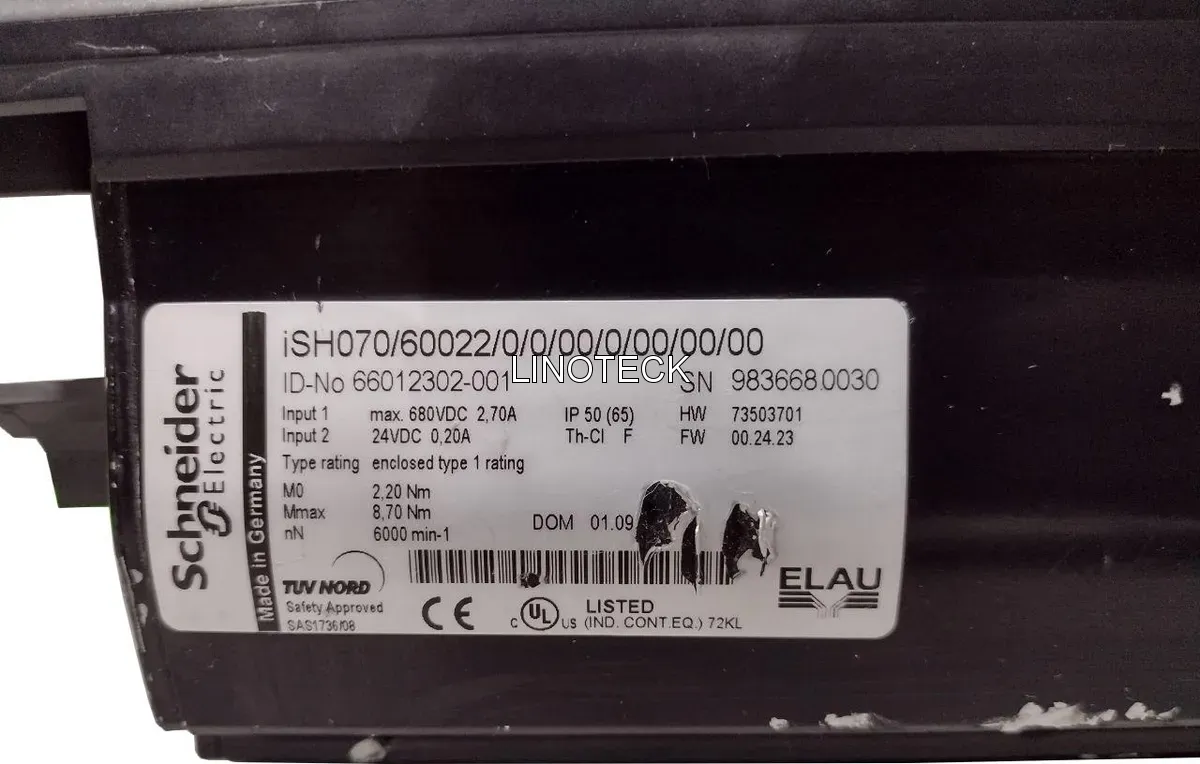 Schneider
Electric
Made in Germany
iSH070/60022/0/0/00/0/00/00/00
LINOTECK
ID-No 66012302-001
SN 983668.0030
Input 1 max. 680VDC 2,70A IP 50 (65) HW 73503701
Input 2 24VDC 0,20A Th-Cl F FW 00.24.23
Type rating enclosed type 1 rating
M0 2,20 Nm
Mmax 8,70 Nm
nN 6000 min-1
DOM 01.09
TUV NORD
Safety Approved
SAS1736/08
CE
c UL us
LISTED
(IND. CONT.EQ.) 72KL
ELAU